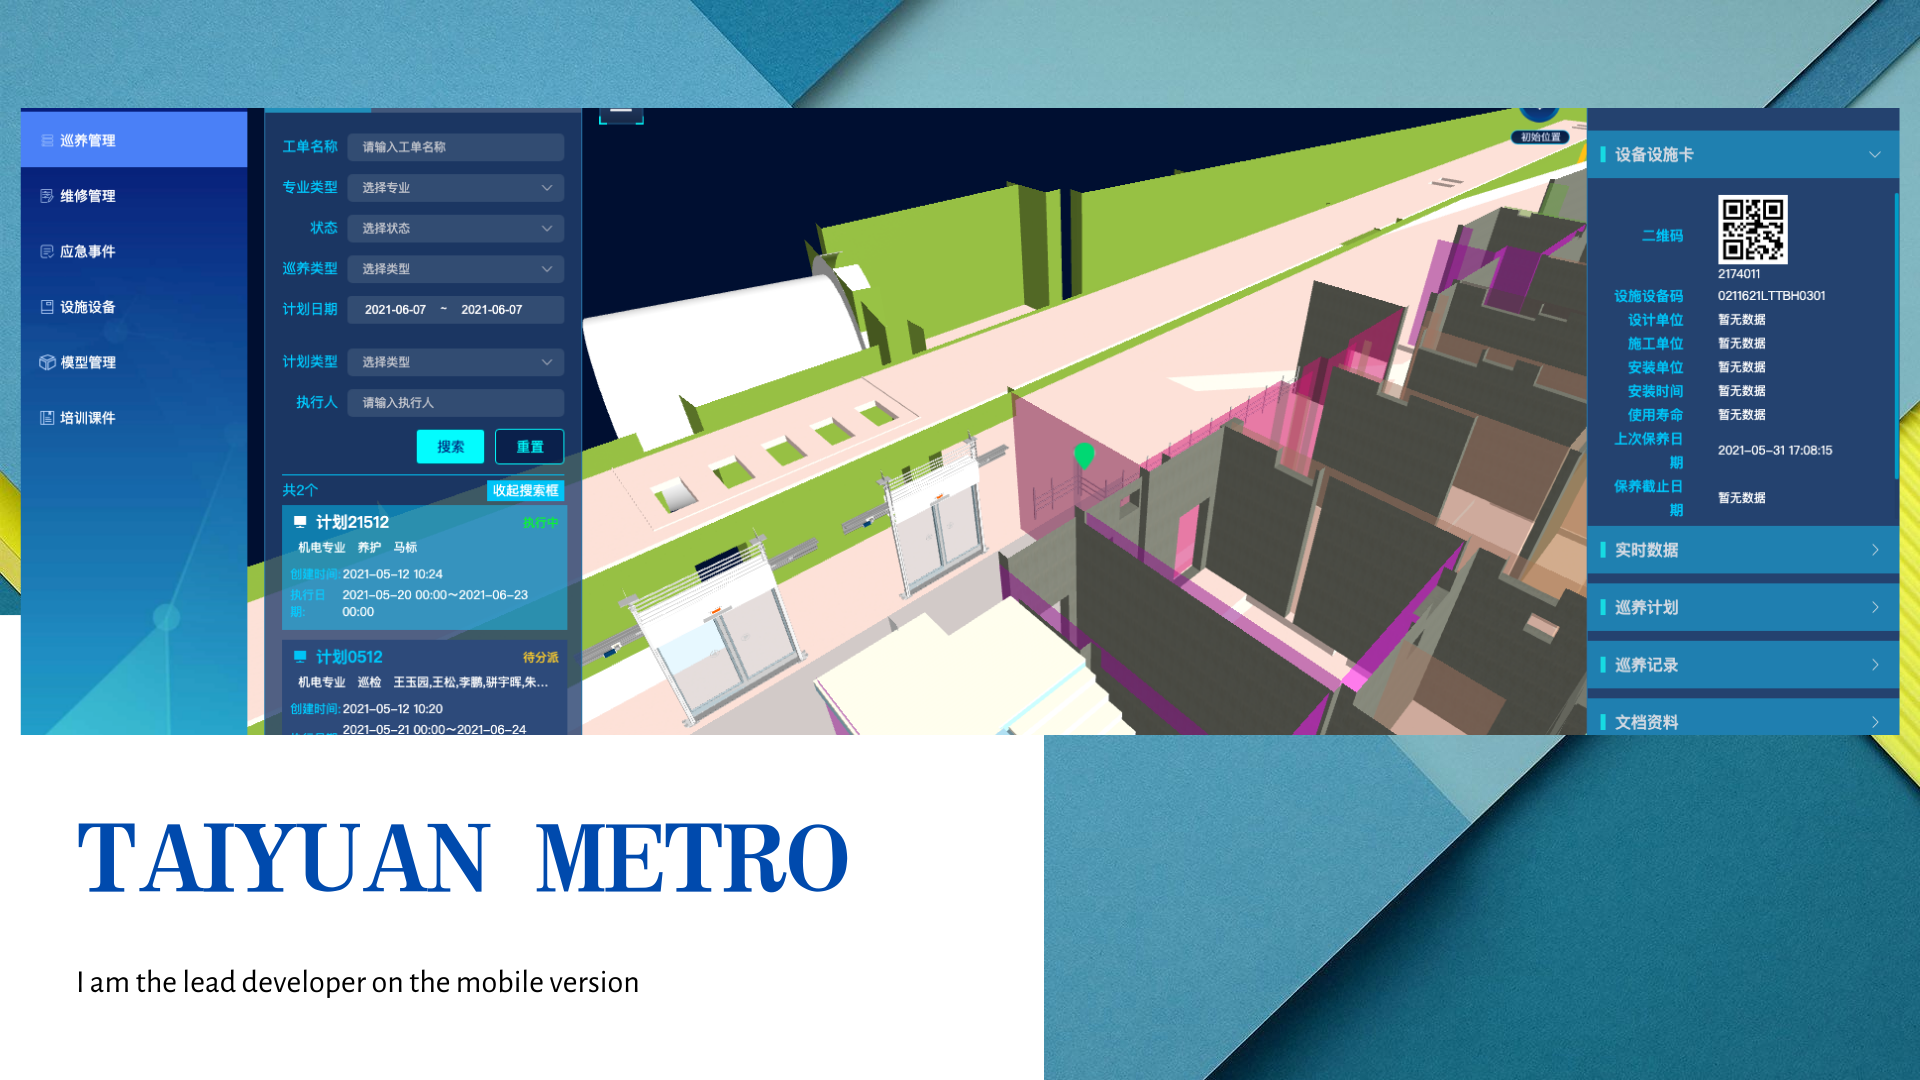 巡养管理
维修管理
应急事件
设施设备
模型管理
培训课件
工单名称 请输入工单名称
专业类型 选择专业
状态 选择状态
巡养类型 选择类型
计划日期 2021-06-07 ~ 2021-06-07
计划类型 选择类型
执行人 请输入执行人
搜索 重置
共2个 收起搜索框
计划21512 执行中
机电专业 养护 马标
创建时间: 2021-05-12 10:24
执行日期: 2021-05-20 00:00~2021-06-23 00:00
计划0512 待分派
机电专业 巡检 王玉园,王松,李鹏,骈宇晖,朱...
创建时间: 2021-05-12 10:20
2021-05-21 00:00~2021-06-24
初始位置
设备设施卡
二维码
2174011
设施设备码 0211621LTTBH0301
设计单位 暂无数据
施工单位 暂无数据
安装单位 暂无数据
安装时间 暂无数据
使用寿命 暂无数据
上次保养日期 2021-05-31 17:08:15
保养截止日期 暂无数据
实时数据
巡养计划
巡养记录
文档资料
TAIYUAN METRO
I am the lead developer on the mobile version